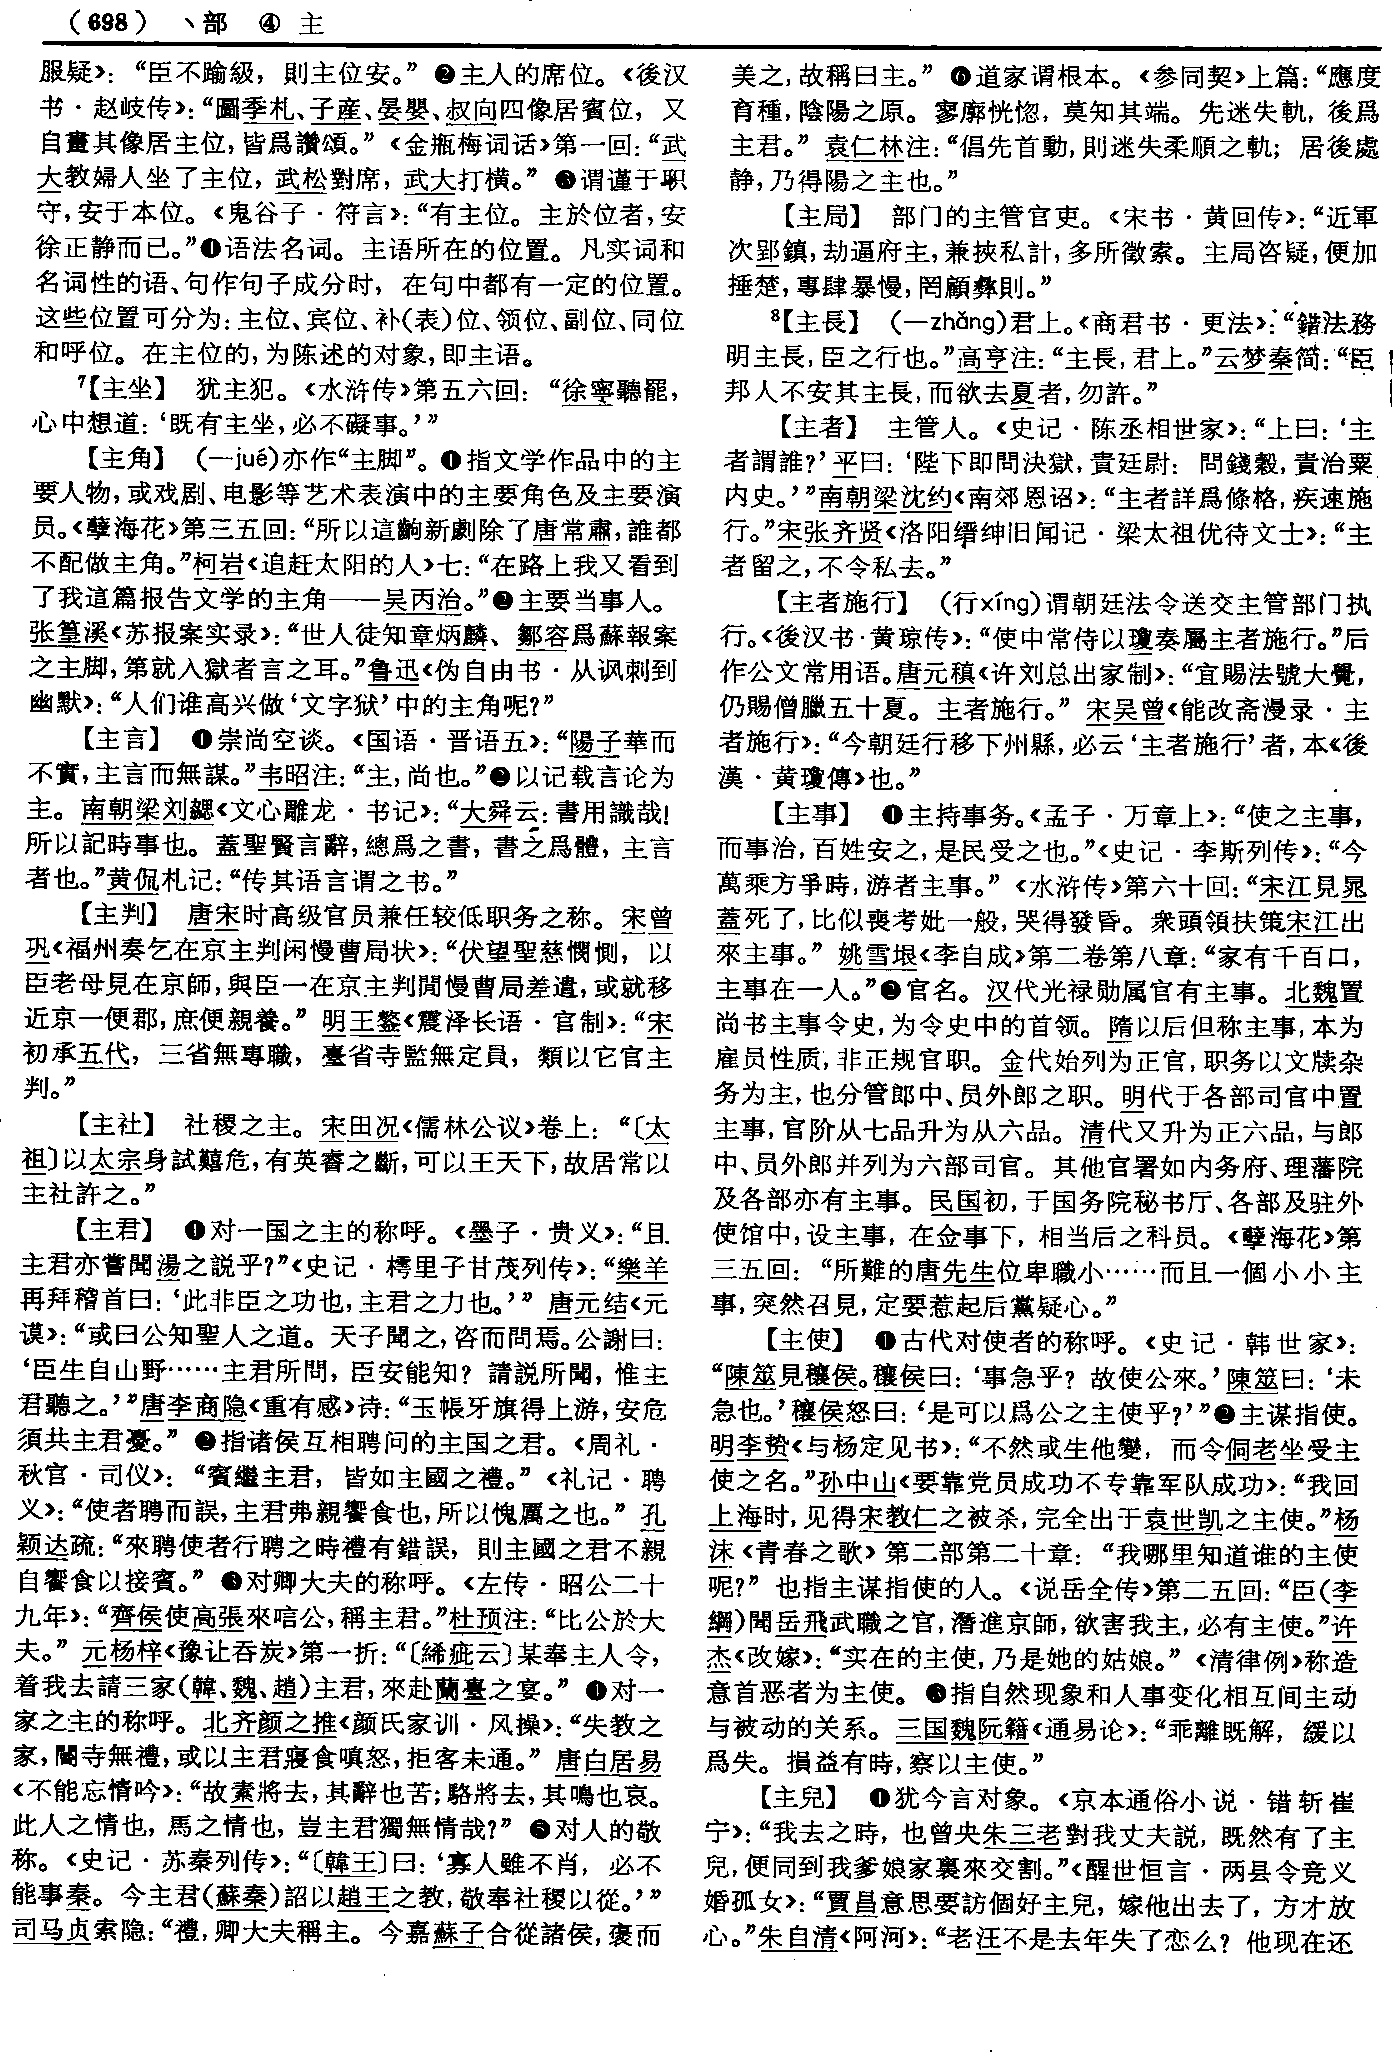 （698） 丶部 ④ 主
服疑》：“臣不踰級，則主位安。”❷主人的席位。《後汉
书·赵岐传》：“圖季札、子産、晏嬰、叔向四像居賓位，又
自畫其像居主位，皆爲讚頌。”《金瓶梅词话》第一回：“武
大教婦人坐了主位，武松對席，武大打橫。”❸谓谨于职
守，安于本位。《鬼谷子·符言》：“有主位。主於位者，安
徐正静而已。”❹语法名词。主语所在的位置。凡实词和
名词性的语、句作句子成分时，在句中都有一定的位置。
这些位置可分为：主位、宾位、补（表）位、领位、副位、同位
和呼位。在主位的，为陈述的对象，即主语。
⁷【主坐】 犹主犯。《水浒传》第五六回：“徐寧聽罷，
心中想道：‘既有主坐，必不礙事。’”
【主角】 （一jué）亦作“主脚”。❶指文学作品中的主
要人物，或戏剧、电影等艺术表演中的主要角色及主要演
员。《孽海花》第三五回：“所以這齣新劇除了唐常肅，誰都
不配做主角。”柯岩《追赶太阳的人》七：“在路上我又看到
了我這篇报告文学的主角——吴丙治。”❷主要当事人。
张篁溪《苏报案实录》：“世人徒知章炳麟、鄒容爲蘇報案
之主脚，第就入獄者言之耳。”鲁迅《伪自由书·从讽刺到
幽默》：“人们谁高兴做‘文字狱’中的主角呢？”
【主言】 ❶崇尚空谈。《国语·晋语五》：“陽子華而
不實，主言而無謀。”韦昭注：“主，尚也。”❷以记载言论为
主。南朝梁刘勰《文心雕龙·书记》：“大舜云：書用識哉！
所以記時事也。蓋聖賢言辭，總爲之書，書之爲體，主言
者也。”黄侃札记：“传其语言谓之书。”
【主判】 唐宋时高级官员兼任较低职务之称。宋曾
巩《福州奏乞在京主判闲慢曹局状》：“伏望聖慈憫惻，以
臣老母見在京師，與臣一在京主判閒慢曹局差遣，或就移
近京一便郡，庶便親養。”明王鏊《震泽长语·官制》：“宋
初承五代，三省無專職，臺省寺監無定員，類以它官主
判。”
【主社】 社稷之主。宋田况《儒林公议》卷上：“〔太
祖〕以太宗身試艱危，有英睿之斷，可以王天下，故居常以
主社許之。”
【主君】 ❶对一国之主的称呼。《墨子·贵义》：“且
主君亦嘗聞湯之説乎？”《史记·樗里子甘茂列传》：“樂羊
再拜稽首曰：‘此非臣之功也，主君之力也。’”唐元结《元
谟》：“或曰公知聖人之道。天子聞之，咨而問焉。公謝曰：
‘臣生自山野……主君所問，臣安能知？請説所聞，惟主
君聽之。’”唐李商隐《重有感》诗：“玉帳牙旗得上游，安危
須共主君憂。”❷指诸侯互相聘问的主国之君。《周礼·
秋官·司仪》：“賓繼主君，皆如主國之禮。”《礼记·聘
义》：“使者聘而誤，主君弗親饗食也，所以愧厲之也。”孔
颖达疏：“來聘使者行聘之時禮有錯誤，則主國之君不親
自饗食以接賓。”❸对卿大夫的称呼。《左传·昭公二十
九年》：“齊侯使高張來唁公，稱主君。”杜预注：“比公於大
夫。”元杨梓《豫让吞炭》第一折：“〔絺疵云〕某奉主人令，
着我去請三家（韓、魏、趙）主君，來赴蘭臺之宴。”❹对一
家之主的称呼。北齐颜之推《颜氏家训·风操》：“失教之
家，閽寺無禮，或以主君寢食嗔怒，拒客未通。”唐白居易
《不能忘情吟》：“故素將去，其辭也苦；駱將去，其鳴也哀。
此人之情也，馬之情也，豈主君獨無情哉？”❺对人的敬
称。《史记·苏秦列传》：“〔韓王〕曰：‘寡人雖不肖，必不
能事秦。今主君（蘇秦）詔以趙王之教，敬奉社稷以從。’”
司马贞索隐：“禮，卿大夫稱主。今嘉蘇子合從諸侯，褒而
美之，故稱曰主。”❻道家谓根本。《参同契》上篇：“應度
育種，陰陽之原。寥廓恍惚，莫知其端。先迷失軌，後爲
主君。”袁仁林注：“倡先首動，則迷失柔順之軌；居後處
静，乃得陽之主也。”
【主局】 部门的主管官吏。《宋书·黄回传》：“近軍
次郢鎮，劫逼府主，兼挾私計，多所徵索。主局咨疑，便加
捶楚，專肆暴慢，罔顧彝則。”
⁸【主長】 （一zhǎng）君上。《商君书·更法》：“錯法務
明主長，臣之行也。”高亨注：“主長，君上。”云梦秦简：“臣
邦人不安其主長，而欲去夏者，勿許。”
【主者】 主管人。《史记·陈丞相世家》：“上曰：‘主
者謂誰？’平曰：‘陛下即問決獄，責廷尉；問錢穀，責治粟
内史。’”南朝梁沈约《南郊恩诏》：“主者詳爲條格，疾速施
行。”宋张齐贤《洛阳缙绅旧闻记·梁太祖优待文士》：“主
者留之，不令私去。”
【主者施行】 （行xíng）谓朝廷法令送交主管部门执
行。《後汉书·黄琼传》：“使中常侍以瓊奏屬主者施行。”后
作公文常用语。唐元稹《许刘总出家制》：“宜賜法號大覺，
仍賜僧臘五十夏。主者施行。”宋吴曾《能改斋漫录·主
者施行》：“今朝廷行移下州縣，必云‘主者施行’者，本《後
漢·黄瓊傳》也。”
【主事】 ❶主持事务。《孟子·万章上》：“使之主事，
而事治，百姓安之，是民受之也。”《史记·李斯列传》：“今
萬乘方爭時，游者主事。”《水浒传》第六十回：“宋江見晁
蓋死了，比似喪考妣一般，哭得發昏。衆頭領扶策宋江出
來主事。”姚雪垠《李自成》第二卷第八章：“家有千百口，
主事在一人。”❷官名。汉代光禄勋属官有主事。北魏置
尚书主事令史，为令史中的首领。隋以后但称主事，本为
雇员性质，非正规官职。金代始列为正官，职务以文牍杂
务为主，也分管郎中、员外郎之职。明代于各部司官中置
主事，官阶从七品升为从六品。清代又升为正六品，与郎
中、员外郎并列为六部司官。其他官署如内务府、理藩院
及各部亦有主事。民国初，于国务院秘书厅、各部及驻外
使馆中，设主事，在佥事下，相当后之科员。《孽海花》第
三五回：“所難的唐先生位卑職小……而且一個小小主
事，突然召見，定要惹起后黨疑心。”
【主使】 ❶古代对使者的称呼。《史记·韩世家》：
“陳筮見穰侯。穰侯曰：‘事急乎？故使公來。’陳筮曰：‘未
急也。’穰侯怒曰：‘是可以爲公之主使乎？’”❷主谋指使。
明李贽《与杨定见书》：“不然或生他變，而令侗老坐受主
使之名。”孙中山《要靠党员成功不专靠军队成功》：“我回
上海时，见得宋教仁之被杀，完全出于袁世凯之主使。”杨
沫《青春之歌》第二部第二十章：“我哪里知道谁的主使
呢？”也指主谋指使的人。《说岳全传》第二五回：“臣（李
綱）聞岳飛武職之官，潛進京師，欲害我主，必有主使。”许
杰《改嫁》：“实在的主使，乃是她的姑娘。”《清律例》称造
意首恶者为主使。❸指自然现象和人事变化相互间主动
与被动的关系。三国魏阮籍《通易论》：“乖離既解，緩以
爲失。損益有時，察以主使。”
【主兒】 ❶犹今言对象。《京本通俗小说·错斩崔
宁》：“我去之時，也曾央朱三老對我丈夫説，既然有了主
兒，便同到我爹娘家裏來交割。”《醒世恒言·两县令竞义
婚孤女》：“賈昌意思要訪個好主兒，嫁他出去了，方才放
心。”朱自清《阿河》：“老汪不是去年失了恋么？他现在还